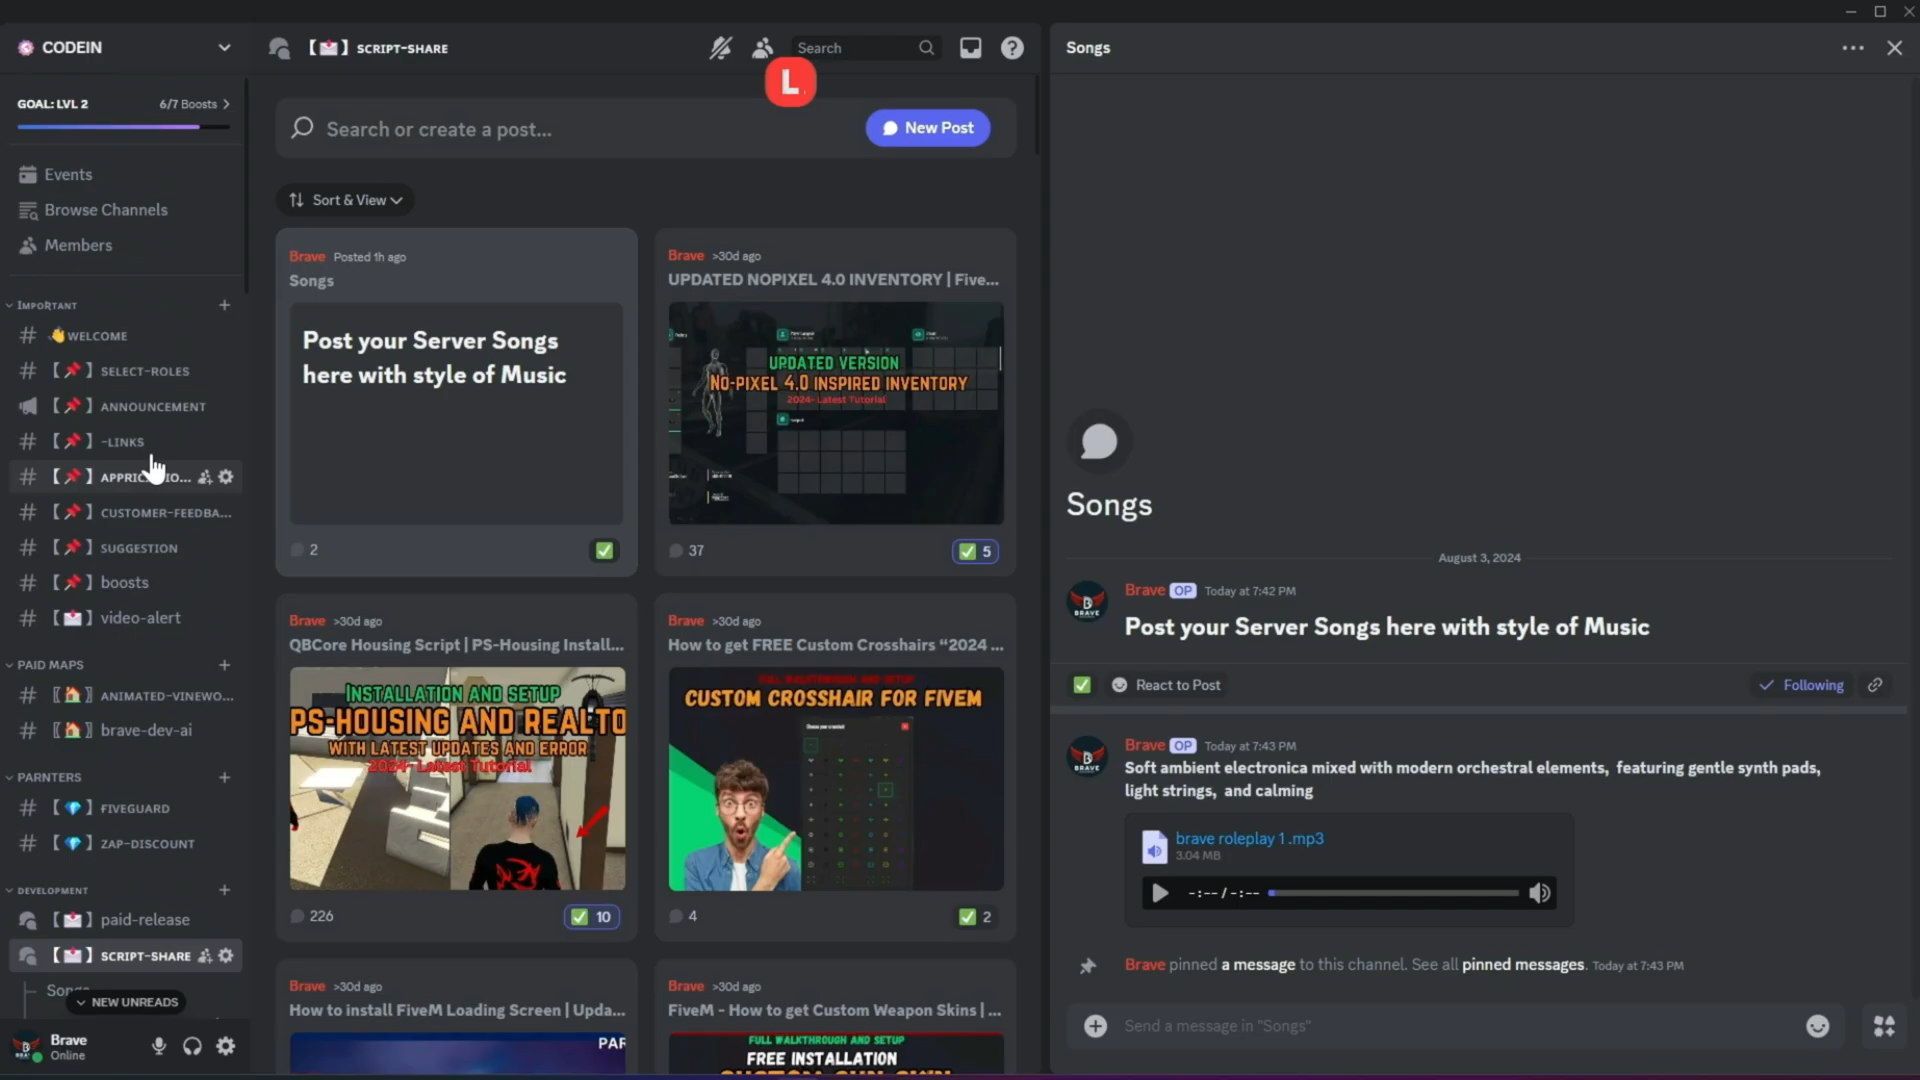 CODEIN
GOAL: LVL 2 6/7 Boosts
Events
Browse Channels
Members
IMPORTANT
# 👋WELCOME
# 【📌】SELECT-ROLES
【📌】ANNOUNCEMENT
# 【📌】-LINKS
# 【📌】
# 【📌】CUSTOMER-FEEDBA...
# 【📌】SUGGESTION
# 【📌】boosts
# 【📩】video-alert
PAID MAPS
# 〖🏠〗ANIMATED-VINEWO...
# 〖🏠〗brave-dev-ai
PARNTERS
# 【💎】FIVEGUARD
# 【💎】ZAP-DISCOUNT
DEVELOPMENT
【📩】paid-release
【📩】SCRIPT-SHARE
NEW UNREADS
Brave
Online
【📩】SCRIPT-SHARE
Search
L
Search or create a post...
New Post
Sort & View
Brave Posted 1h ago
Songs
Post your Server Songs
here with style of Music
2
Brave >30d ago
UPDATED NOPIXEL 4.0 INVENTORY | Five...
UPDATED VERSION
NO-PIXEL 4.0 INSPIRED INVENTORY
2024- Latest Tutorial
37
5
Brave >30d ago
QBCore Housing Script | PS-Housing Install...
INSTALLATION AND SETUP
PS-HOUSING AND REALTO
WITH LATEST UPDATES AND ERROR
2024- Latest Tutorial
226
10
Brave >30d ago
How to get FREE Custom Crosshairs “2024 ...
FULL WALKTHROUGH AND SETUP
CUSTOM CROSSHAIR FOR FIVEM
4
2
Brave >30d ago
How to install FiveM Loading Screen | Upda...
PAR
Brave >30d ago
FiveM - How to get Custom Weapon Skins | ...
FULL WALKTHROUGH AND SETUP
FREE INSTALLATION
CUSTOM GUN SKIN
Songs
Songs
August 3, 2024
Brave OP Today at 7:42 PM
Post your Server Songs here with style of Music
React to Post
Following
Brave OP Today at 7:43 PM
Soft ambient electronica mixed with modern orchestral elements, featuring gentle synth pads,
light strings, and calming
brave roleplay 1.mp3
3.04 MB
-:-- / -:--
Brave pinned a message to this channel. See all pinned messages. Today at 7:43 PM
Send a message in "Songs"
BRAVE
BRAVE